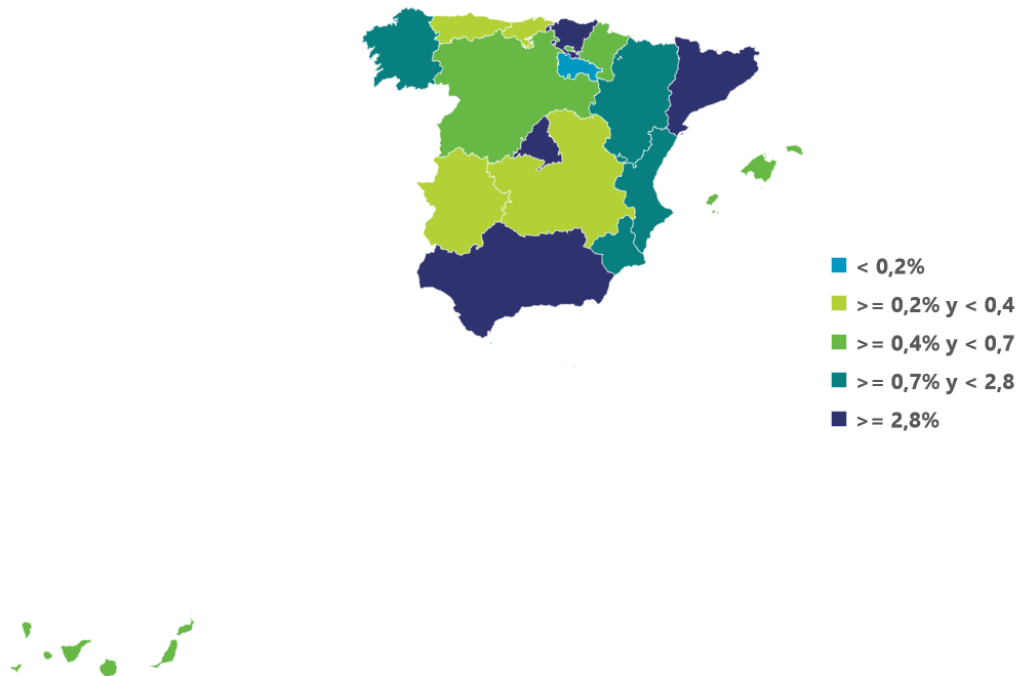 < 0,2%
>= 0,2% y < 0,4
>= 0,4% y < 0,7
>= 0,7% y < 2,8
>= 2,8%